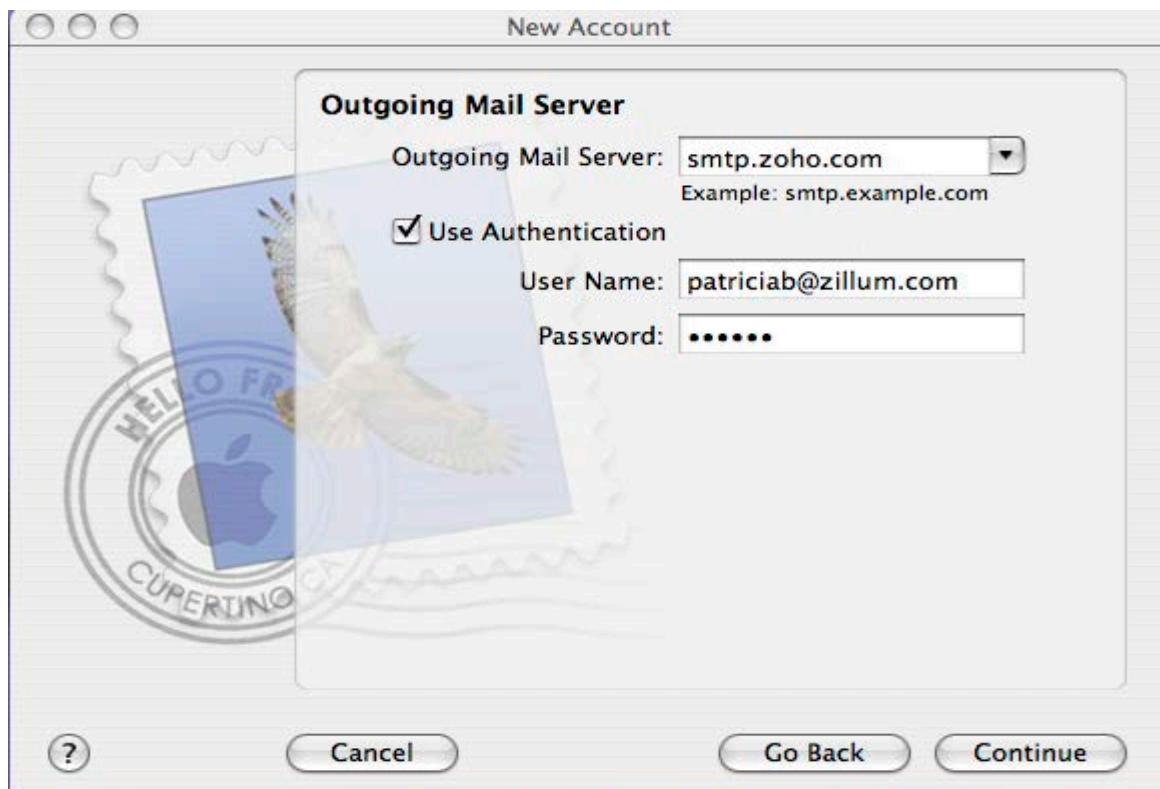 New Account
Outgoing Mail Server
Outgoing Mail Server: smtp.zoho.com
Example: smtp.example.com
Use Authentication
User Name: patriciab@zillum.com
Password: ••••••
HELLO FR
CUPERTINO CA
? Cancel Go Back Continue